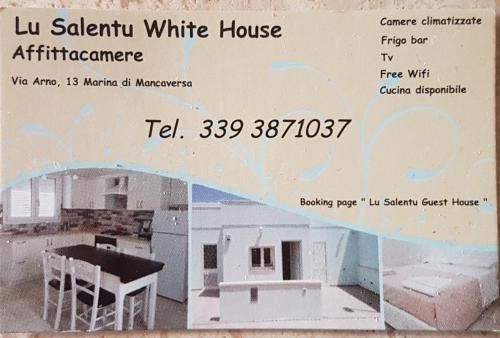 Lu Salentu White House
Affittacamere
Via Arno, 13 Marina di Mancaversa
Camere climatizzate
Frigo bar
Tv
Free Wifi
Cucina disponibile
Tel. 339 3871037
Booking page " Lu Salentu Guest House "